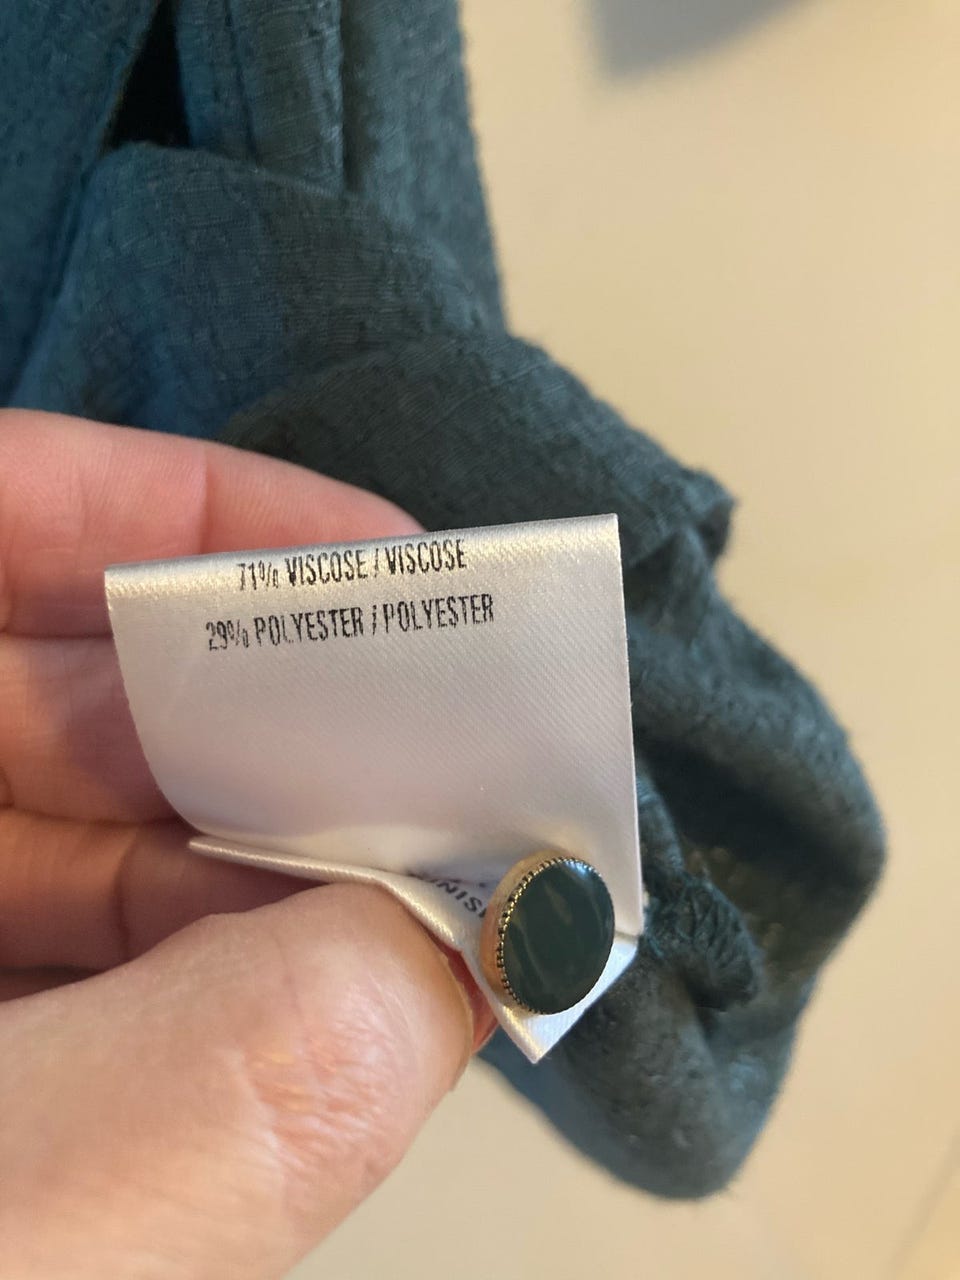 71% VISCOSE / VISCOSE
29% POLYESTER / POLYESTER